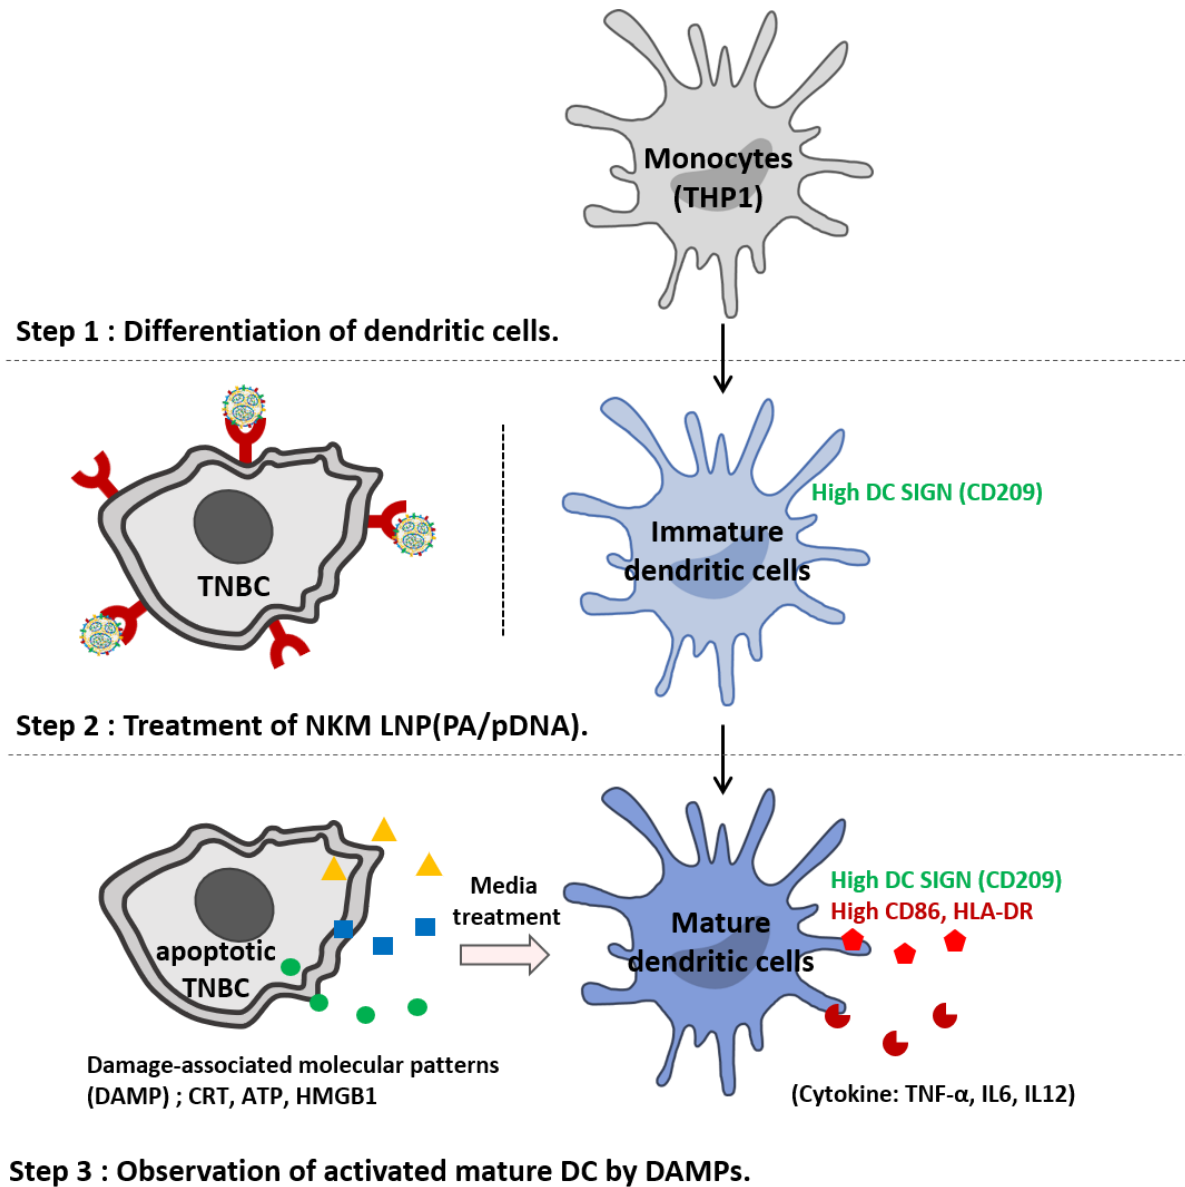 Monocytes
(THP1)
Step 1 : Differentiation of dendritic cells.
TNBC
High DC SIGN (CD209)
Immature
dendritic cells
Step 2 : Treatment of NKM LNP(PA/pDNA).
apoptotic
TNBC
Media
treatment
High DC SIGN (CD209)
High CD86, HLA-DR
Mature
dendritic cells
Damage-associated molecular patterns
(DAMP) ; CRT, ATP, HMGB1
(Cytokine: TNF-α, IL6, IL12)
Step 3 : Observation of activated mature DC by DAMPs.